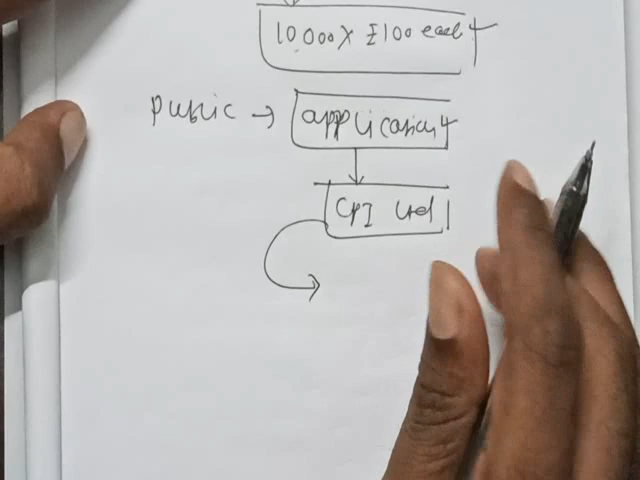 10,000 X £100 each
Public → application
CPI Ltd